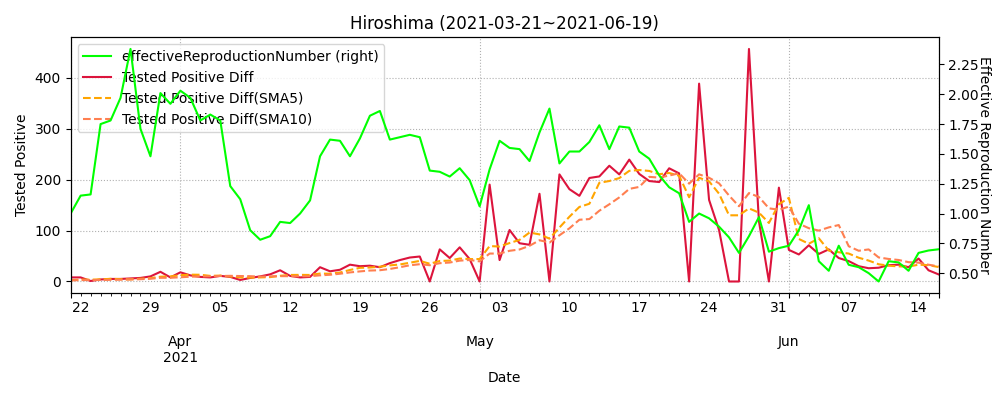 Hiroshima (2021-03-21~2021-06-19)
effectiveReproductionNumber (right)
Tested Positive Diff
Tested Positive Diff(SMA5)
Tested Positive Diff(SMA10)
Tested Positive
400
300
200
100
0
Effective Reproduction Number
2.25
2.00
1.75
1.50
1.25
1.00
0.75
0.50
22 29 05 12 19 26 03 10 17 24 31 07 14
Apr May Jun
2021
Date